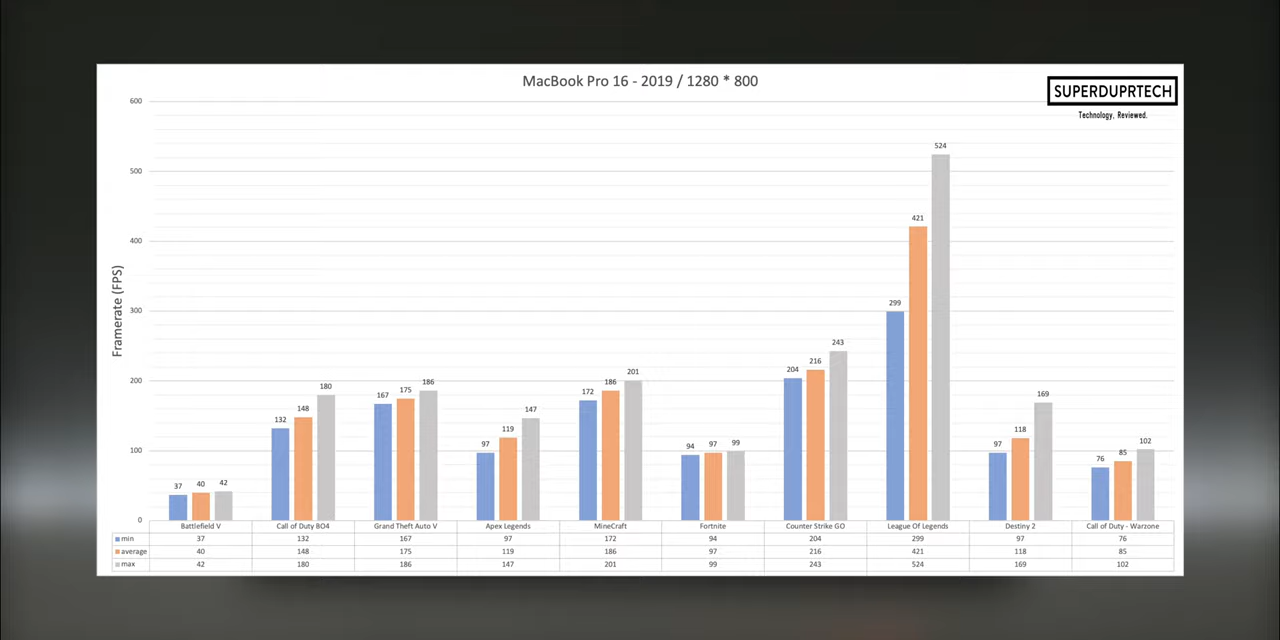 MacBook Pro 16 - 2019 / 1280 * 800
SUPERDUPRTECH
Technology, Reviewed.
Framerate (FPS)
600
500
400
300
200
100
0
37 40 42
132 148 180
167 175 186
97 119 147
172 186 201
94 97 99
204 216 243
299 421 524
97 118 169
76 85 102
Battlefield V Call of Duty BO4 Grand Theft Auto V Apex Legends MineCraft Fortnite Counter Strike GO League Of Legends Destiny 2 Call of Duty - Warzone
min 37 132 167 97 172 94 204 299 97 76
average 40 148 175 119 186 97 216 421 118 85
max 42 180 186 147 201 99 243 524 169 102